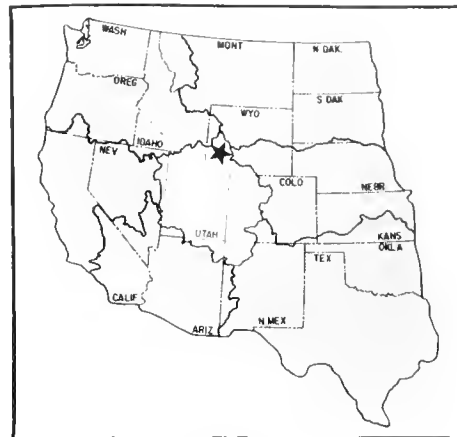 WASH
MONT
N DAK.
OREG
S DAK
WYO
IDAHO
NEV
NEBR
COLO
UTAH
KANS
OKLA
TEX
CALIF
N MEX
ARIZ